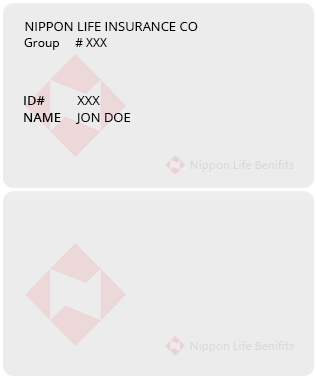 NIPPON LIFE INSURANCE CO
Group # XXX
ID# XXX
NAME JON DOE
Nippon Life Benifits
Nippon Life Benifits